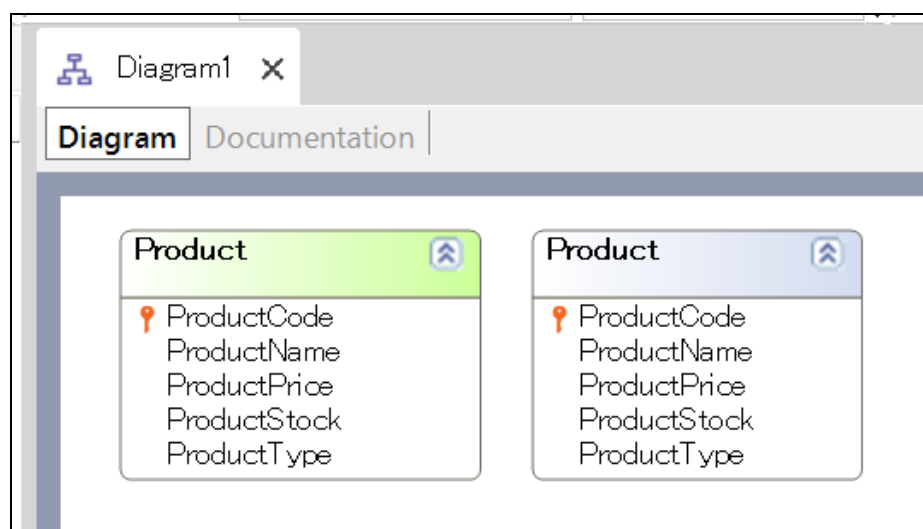 Diagram1
Diagram Documentation
Product
ProductCode
ProductName
ProductPrice
ProductStock
ProductType
Product
ProductCode
ProductName
ProductPrice
ProductStock
ProductType